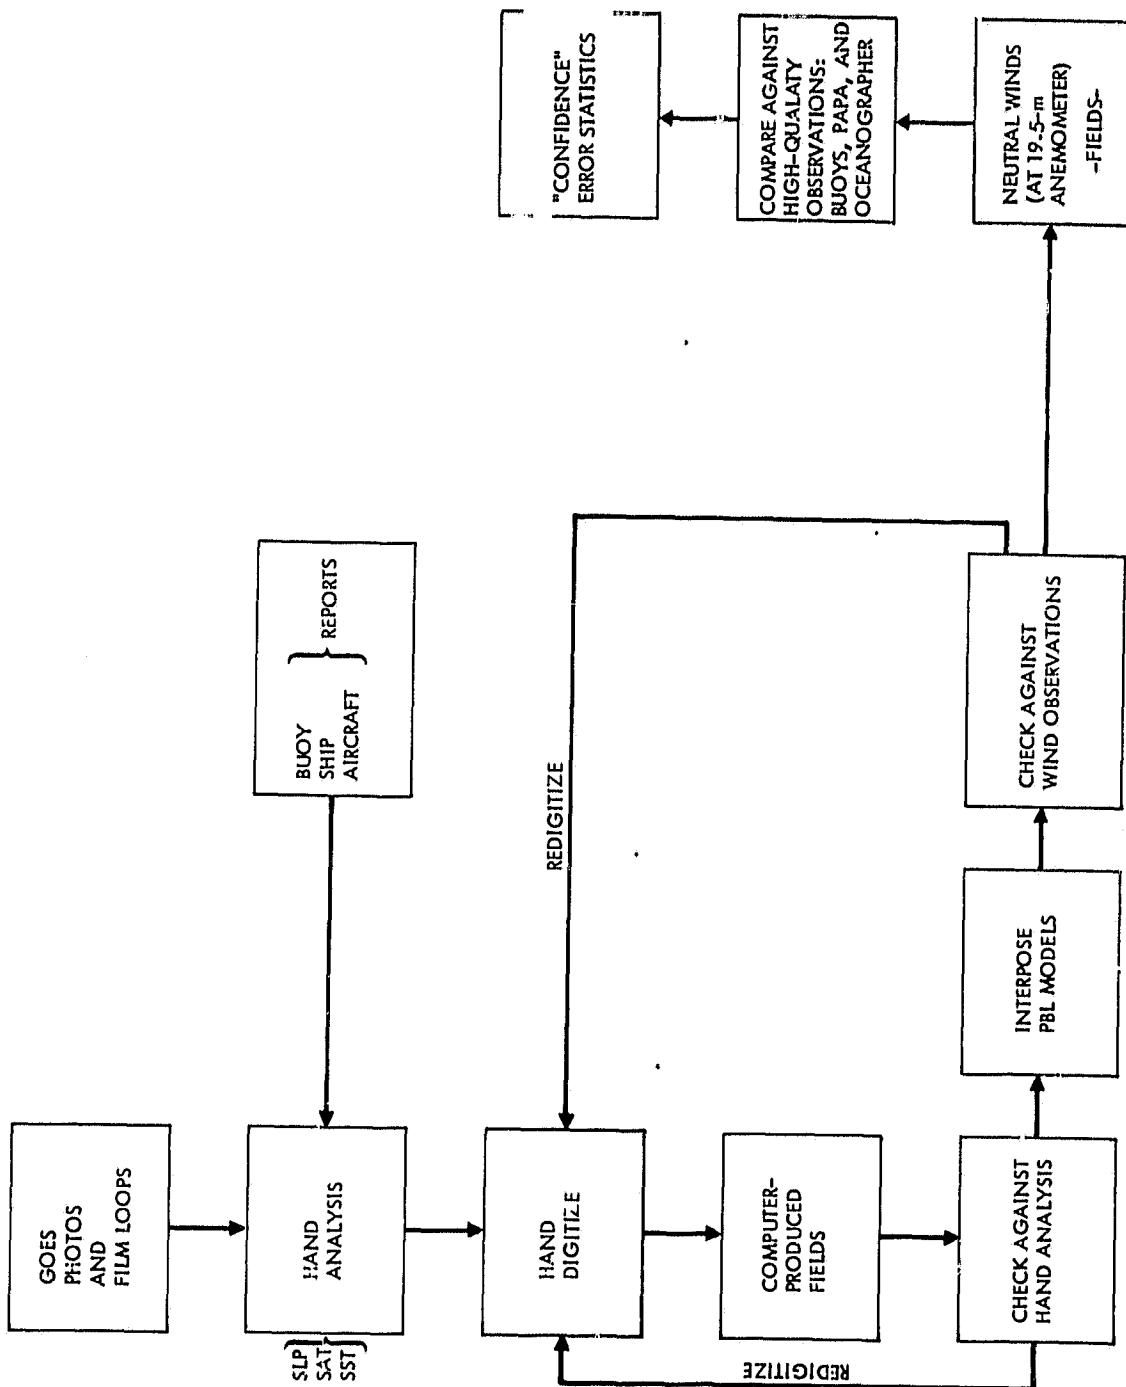 GOES
PHOTOS
AND
FILM LOOPS
BUOY
SHIP
AIRCRAFT
REPORTS
SLP
SAT
SST
HAND
ANALYSIS
HAND
DIGITIZE
REDIGITIZE
COMPUTER-
PRODUCED
FIELDS
CHECK AGAINST
HAND ANALYSIS
REDIGITIZE
INTERPOSE
PBL MODELS
CHECK AGAINST
WIND OBSERVATIONS
NEUTRAL WINDS
(AT 19.5-m
ANEMOMETER)
-FIELDS-
COMPARE AGAINST
HIGH-QUALATY
OBSERVATIONS:
BUOYS, PAPA, AND
OCEANOGRAPHER
"CONFIDENCE"
ERROR STATISTICS